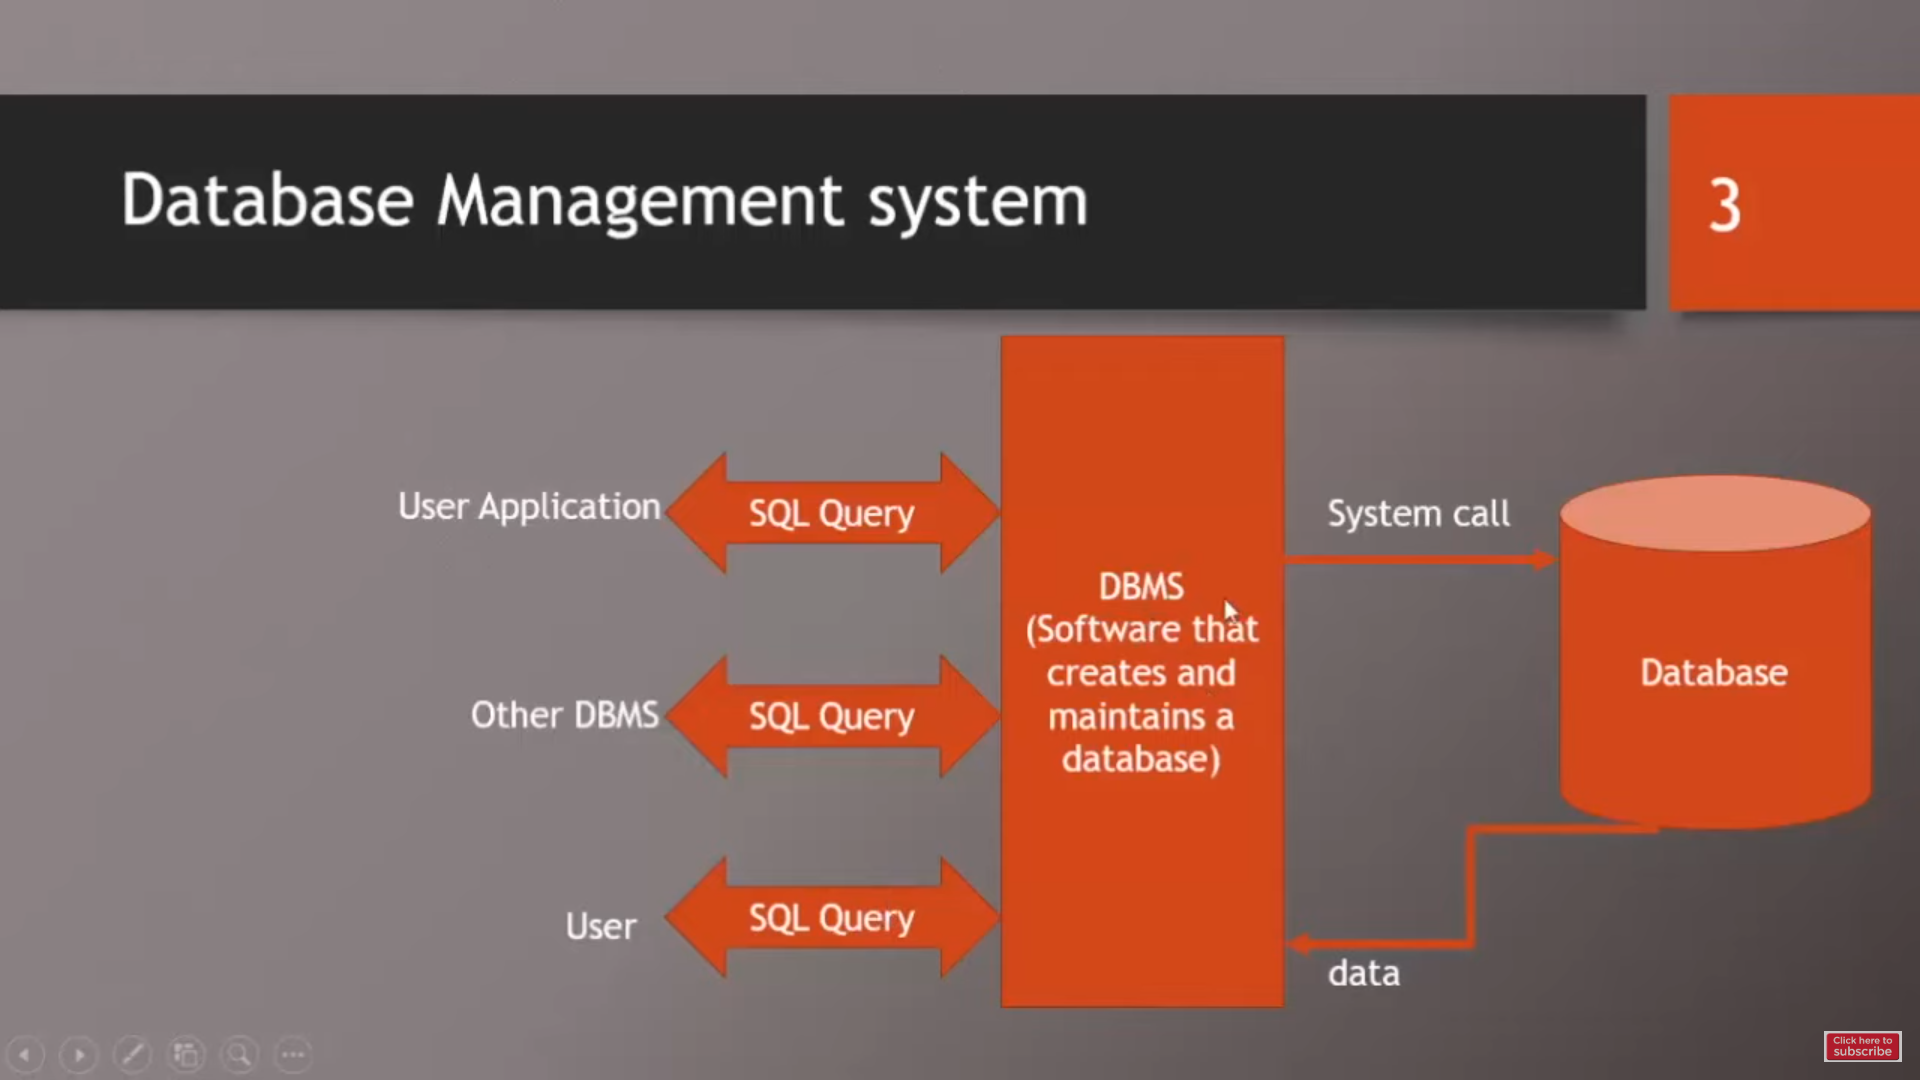 Database Management system
3
User Application
SQL Query
Other DBMS
SQL Query
User
SQL Query
DBMS
(Software that
creates and
maintains a
database)
System call
Database
data
Click here to
subscribe